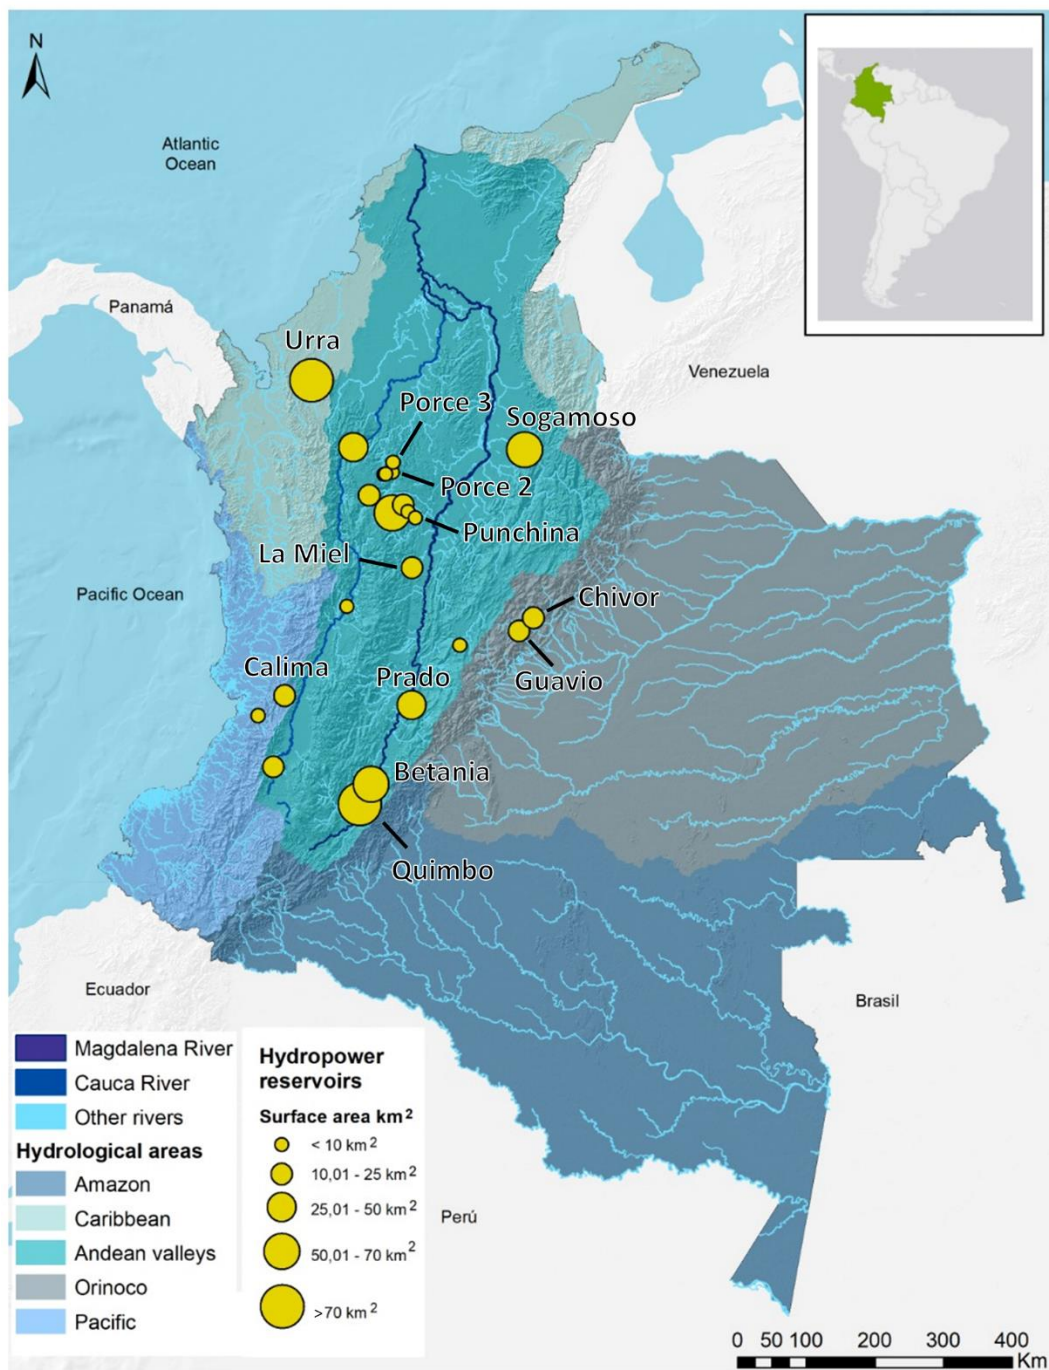 N
Atlantic
Ocean
Panamá
Urra
Venezuela
Porce 3
Sogamoso
Porce 2
Punchina
La Miel
Pacific Ocean
Chivor
Guavio
Calima
Prado
Betania
Quimbo
Ecuador
Brasil
Perú
Magdalena River
Cauca River
Other rivers
Hydrological areas
Amazon
Caribbean
Andean valleys
Orinoco
Pacific
Hydropower
reservoirs
Surface area km²
< 10 km²
10,01 - 25 km²
25,01 - 50 km²
50,01 - 70 km²
>70 km²
0 50 100 200 300 400
Km